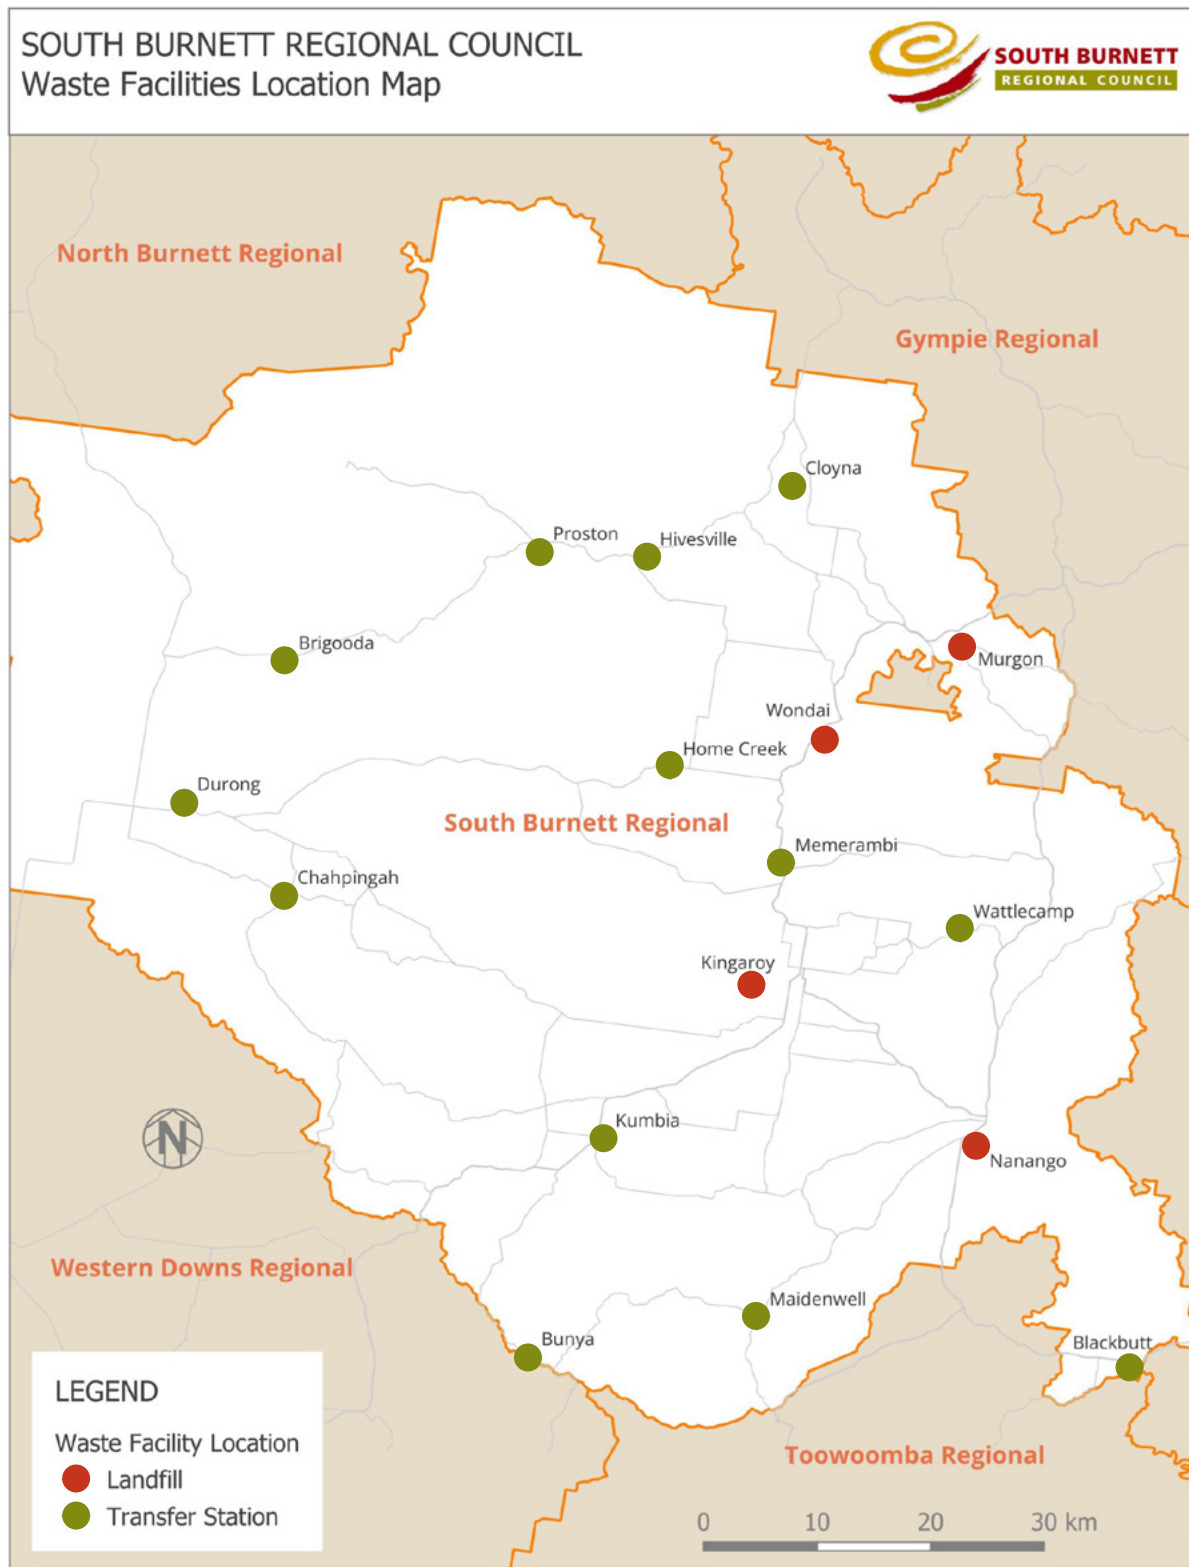 SOUTH BURNETT REGIONAL COUNCIL
Waste Facilities Location Map
SOUTH BURNETT
REGIONAL COUNCIL
North Burnett Regional
Gympie Regional
Cloyna
Proston
Hivesville
Brigooda
Murgon
Wondai
Home Creek
Durong
South Burnett Regional
Memerambi
Chahpingah
Wattlecamp
Kingaroy
N
Kumbia
Nanango
Western Downs Regional
Maidenwell
Bunya
Blackbutt
LEGEND
Waste Facility Location
Landfill
Transfer Station
Toowoomba Regional
0 10 20 30 km